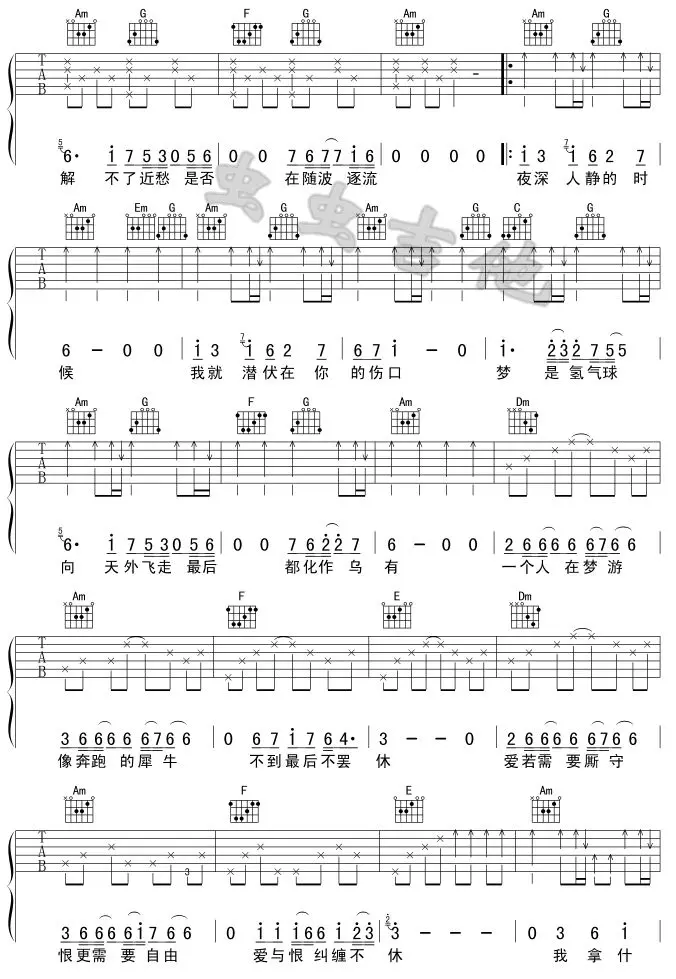 Am G F G Am Am G
T A B
6· i 7 5 3 0 5 6 | 0 0 7 6 7 7 i 6 | 0 0 0 0 |: i 3 i 6 2 7
解 不了近愁 是否 在随波 逐流 夜深 人静的 时
虫虫吉他
Am Em G Am G Am G C G
6 — 0 0 | i 3 i 6 2 7 | 6 7 i — 0 | i· 2 3 2 7 5 5
候 我就 潜伏在 你 的伤口 梦 是 氢气球
Am G F G Am Dm
T A B
6· i 7 5 3 0 5 6 | 0 0 7 6 2 2 7 | 6 — 0 0 | 2 6 6 6 6 7 6 6
向 天外飞走 最后 都化作 乌 有 一个人 在梦 游
Am F E Dm
T A B
3 6 6 6 6 7 6 6 | 0 6 7 i 7 6 4· | 3 — — 0 | 2 6 6 6 6 7 6 6
像奔跑 的犀 牛 不到最后不罢 休 爱若需 要厮 守
Am F E Am
T A B
3
3 6 6 6 6 i 7 6 | 0 i i i 6 6 i 2 3 | 3 — — — | 0 3 6 i
恨更需 要 自由 爱与恨 纠缠不 休 我 拿 什